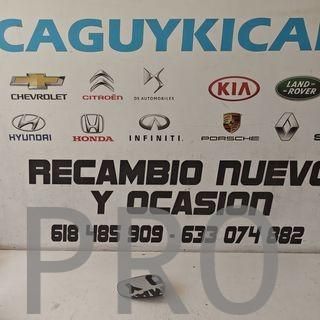 CAGUYKICA
CHEVROLET CITROËN DS AUTOMOBILES KIA LAND ROVER
HYUNDAI HONDA INFINITI PORSCHE S
RECAMBIO NUEVO
Y OCASION
618 485 909 - 633 074 882
PRO